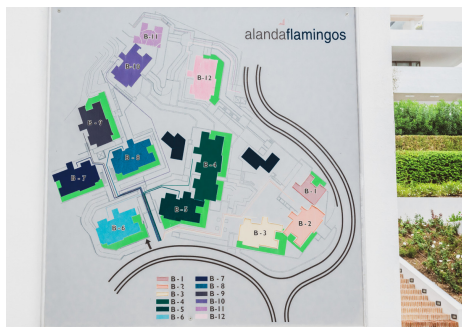 alandaflamingos
B-11
B-10
B-12
B-9
B-8
B-7
B-4
B-1
B-5
B-2
B-6
B-3
B-1 B-7
B-2 B-8
B-3 B-9
B-4 B-10
B-5 B-11
B-6 B-12